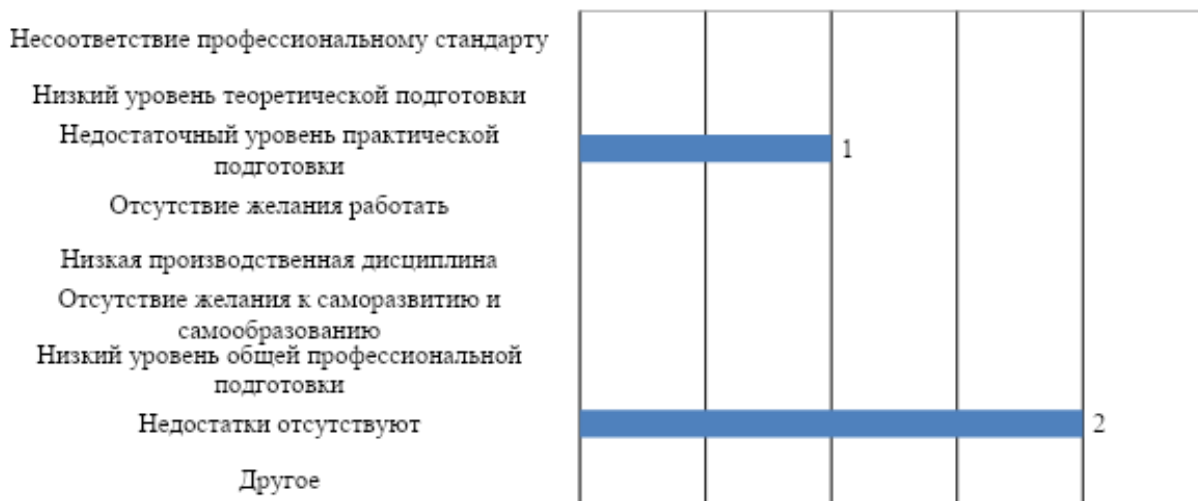 Несоответствие профессиональному стандарту
Низкий уровень теоретической подготовки
Недостаточный уровень практической
подготовки
1
Отсутствие желания работать
Низкая производственная дисциплина
Отсутствие желания к саморазвитию и
самообразованию
Низкий уровень общей профессиональной
подготовки
Недостатки отсутствуют
2
Другое